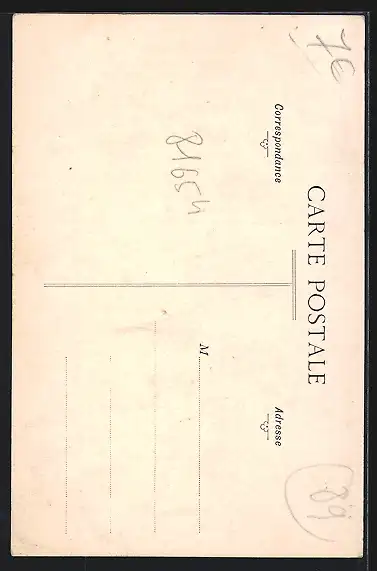 7€
CARTE POSTALE
Correspondance
Adresse
81654
M
89